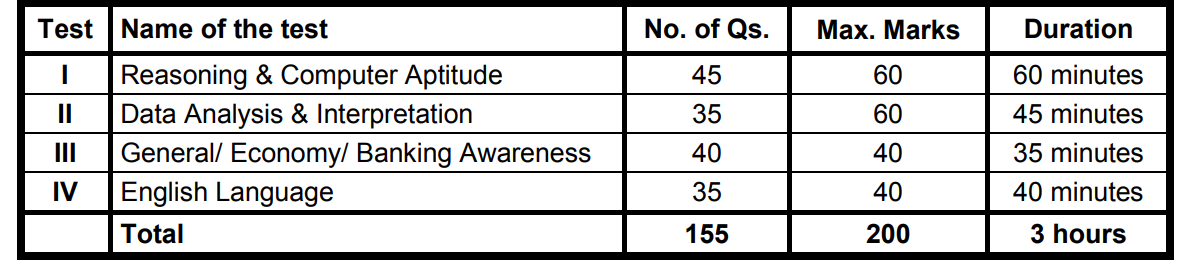 Test Name of the test No. of Qs. Max. Marks Duration
I Reasoning & Computer Aptitude 45 60 60 minutes
II Data Analysis & Interpretation 35 60 45 minutes
III General/ Economy/ Banking Awareness 40 40 35 minutes
IV English Language 35 40 40 minutes
Total 155 200 3 hours